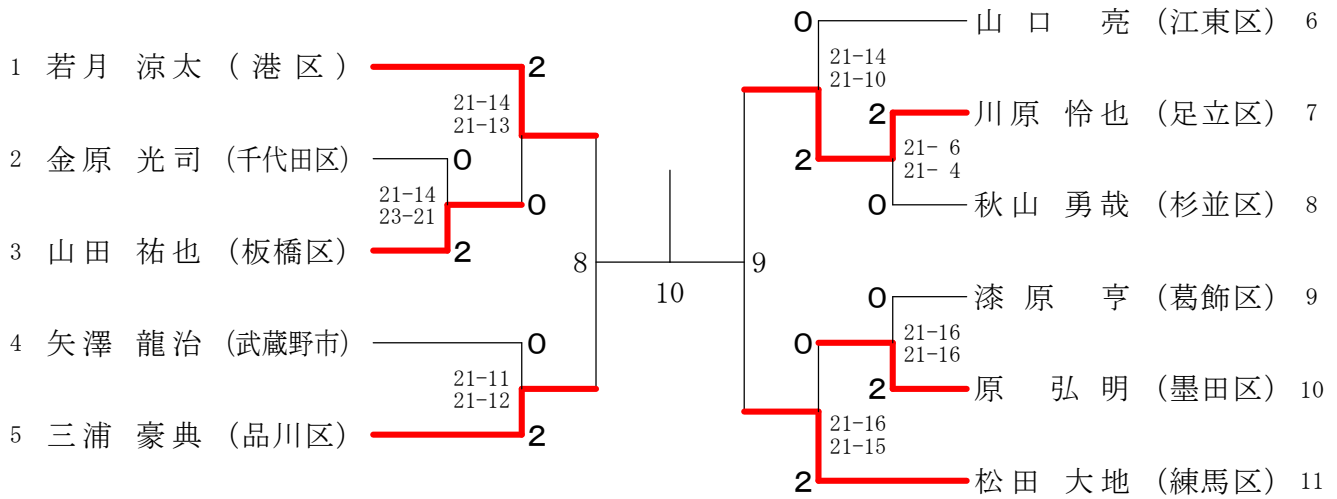 1 若月 涼太 (港区)
2
21-14
21-13
2 金原 光司 (千代田区)
0
21-14
23-21
0
3 山田 祐也 (板橋区)
2
8
4 矢澤 龍治 (武蔵野市)
0
21-11
21-12
5 三浦 豪典 (品川区)
2
10
0
山口 亮 (江東区) 6
21-14
21-10
2
川原 怜也 (足立区) 7
21- 6
21- 4
2
0
秋山 勇哉 (杉並区) 8
9
0
漆原 亨 (葛飾区) 9
21-16
21-16
0
2
原 弘明 (墨田区) 10
21-16
21-15
2
松田 大地 (練馬区) 11